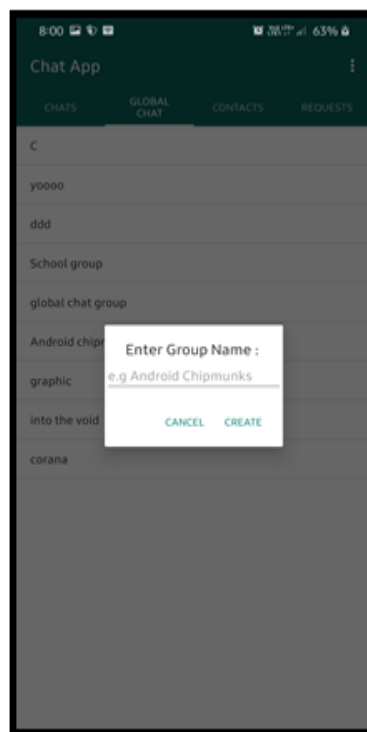 8:00
63%
Chat App
CHATS
GLOBAL
CHAT
CONTACTS
REQUESTS
C
yoooo
ddd
School group
global chat group
Android chipm
Enter Group Name :
graphic
e.g Android Chipmunks
into the void
CANCEL
CREATE
corana